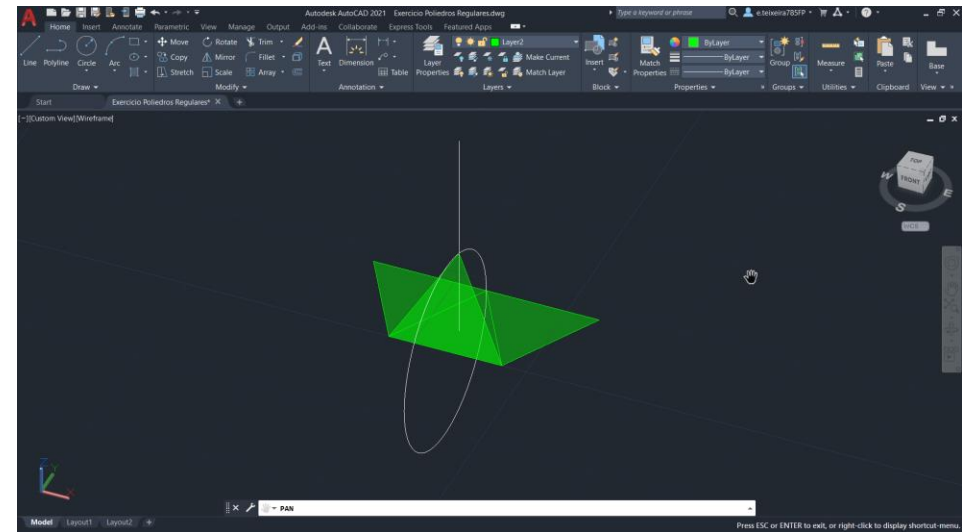 Autodesk AutoCAD 2021 Exercicio Poliedros Regulares.dwg
Type a keyword or phrase
e.teixeira785FP
Home Insert Annotate Parametric View Manage Output Add-ins Collaborate Express Tools Featured Apps
Line Polyline Circle Arc
Move Rotate Trim
Copy Mirror Fillet
Stretch Scale Array
Text Dimension
Table
Layer Properties
Layer2
Make Current
Match Layer
Insert
Match Properties
ByLayer
ByLayer
ByLayer
Group
Measure
Paste
Base
Draw Modify Annotation Layers Block Properties Groups Utilities Clipboard View
Start Exercicio Poliedros Regulares*
[−][Custom View][Wireframe]
TOP
FRONT
W
S
E
WCS
Z
Y
X
PAN
Model Layout1 Layout2 +
Press ESC or ENTER to exit, or right-click to display shortcut-menu.